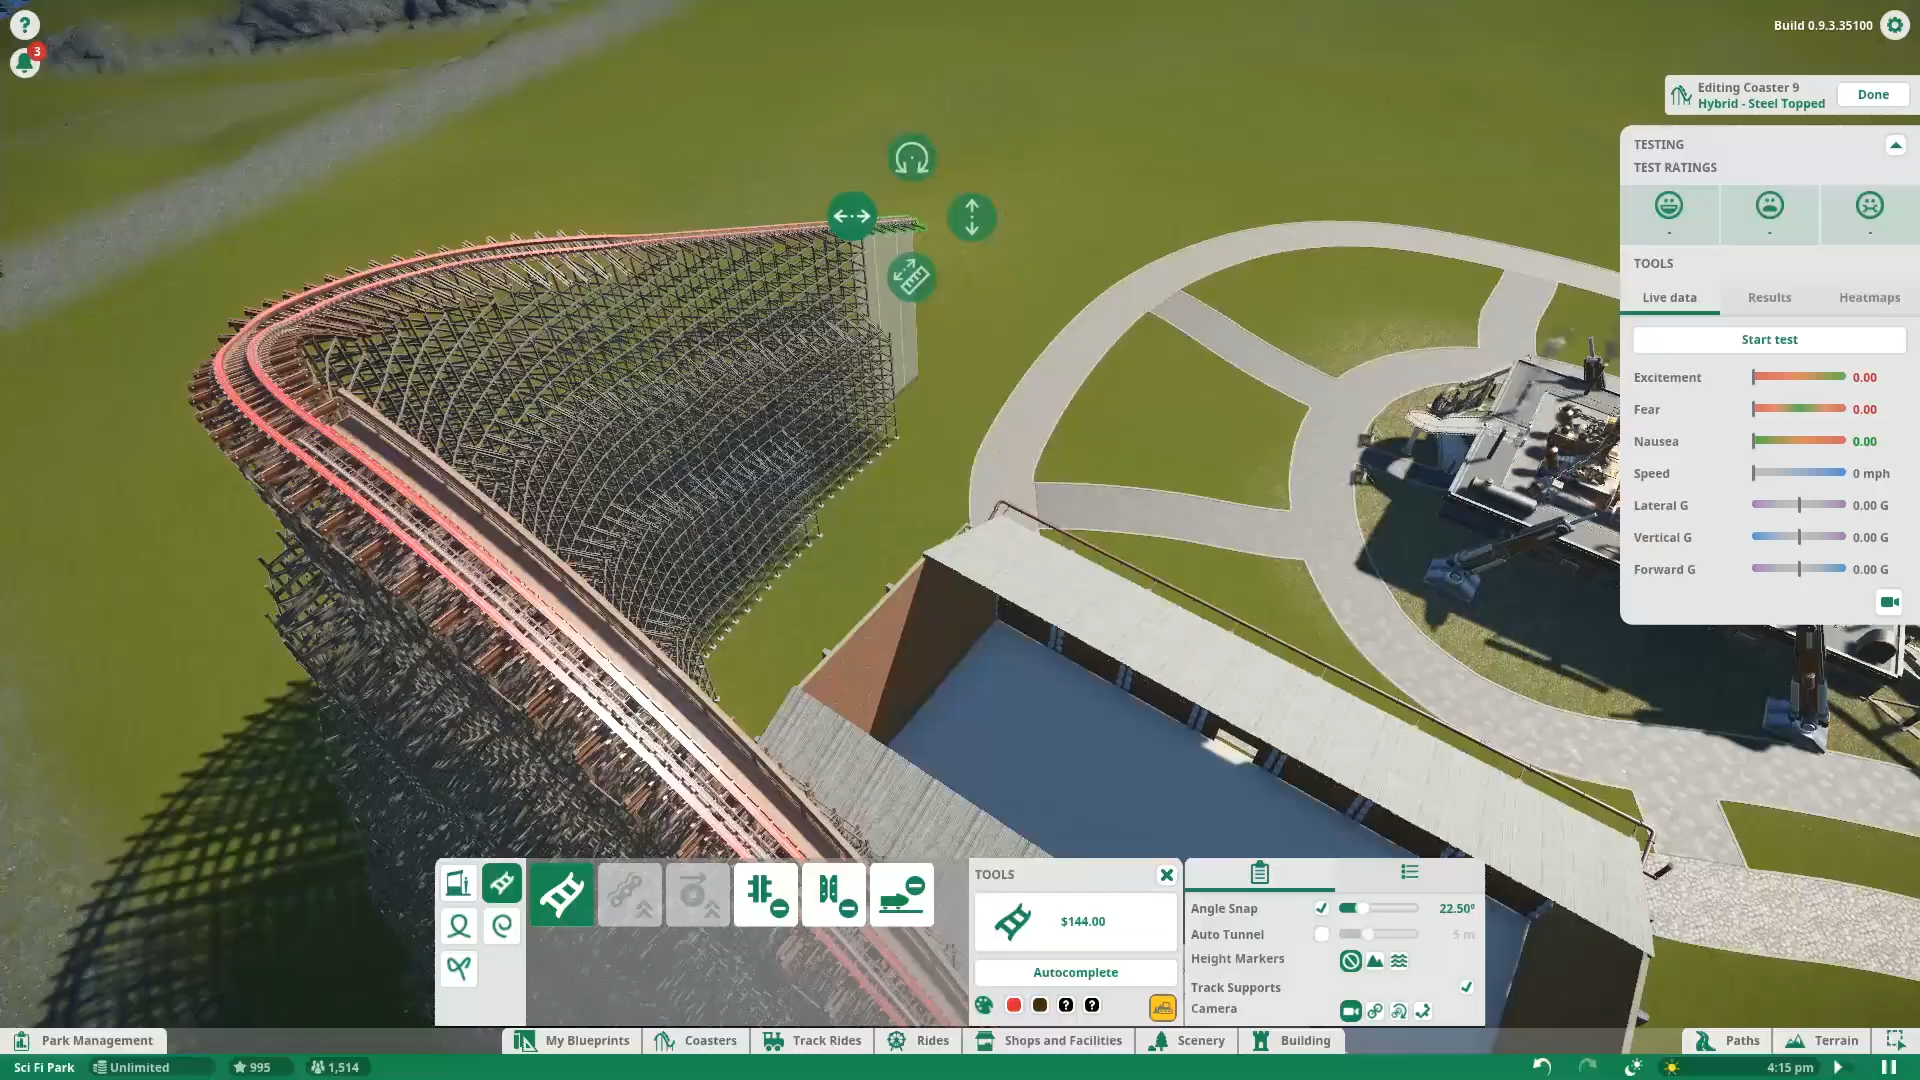 ?
3
Build 0.9.3.35100
Editing Coaster 9
Hybrid - Steel Topped
Done
TESTING
TEST RATINGS
- - -
TOOLS
Live data Results Heatmaps
Start test
Excitement 0.00
Fear 0.00
Nausea 0.00
Speed 0 mph
Lateral G 0.00 G
Vertical G 0.00 G
Forward G 0.00 G
TOOLS
$144.00
Autocomplete
? ?
Angle Snap 22.50°
Auto Tunnel 5 m
Height Markers
Track Supports
Camera
Park Management My Blueprints Coasters Track Rides Rides Shops and Facilities Scenery Building Paths Terrain
Sci Fi Park Unlimited 995 1,514 4:15 pm